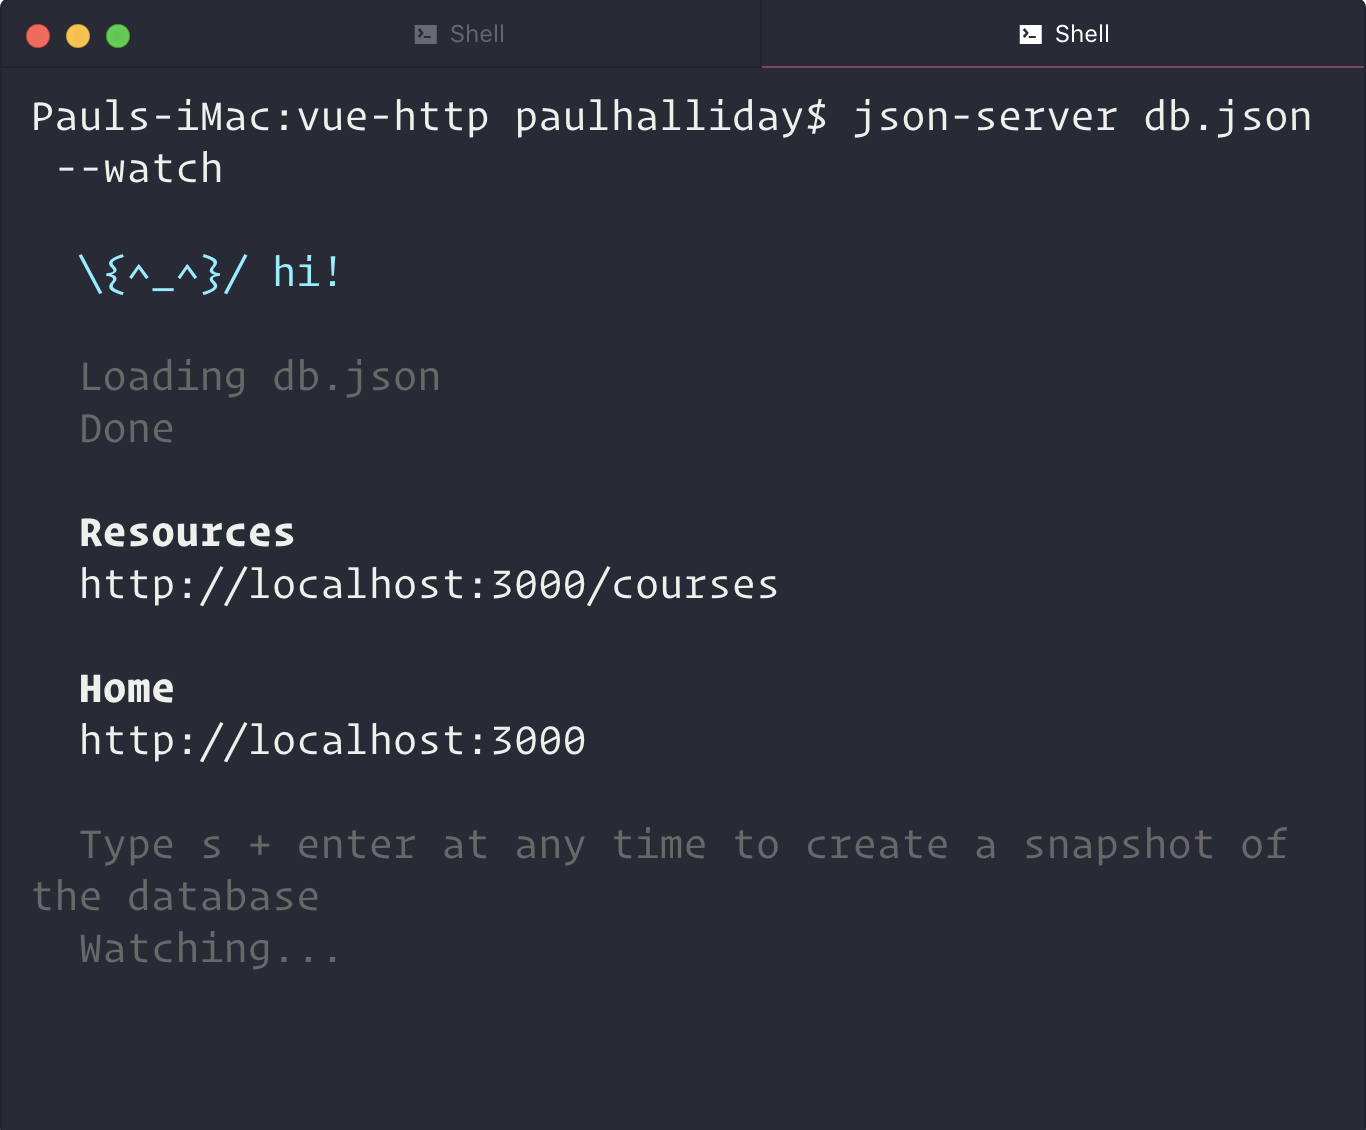 Shell
Shell
Pauls-iMac:vue-http paulhalliday$ json-server db.json
--watch
\{^_^}/ hi!
Loading db.json
Done
Resources
http://localhost:3000/courses
Home
http://localhost:3000
Type s + enter at any time to create a snapshot of
the database
Watching...